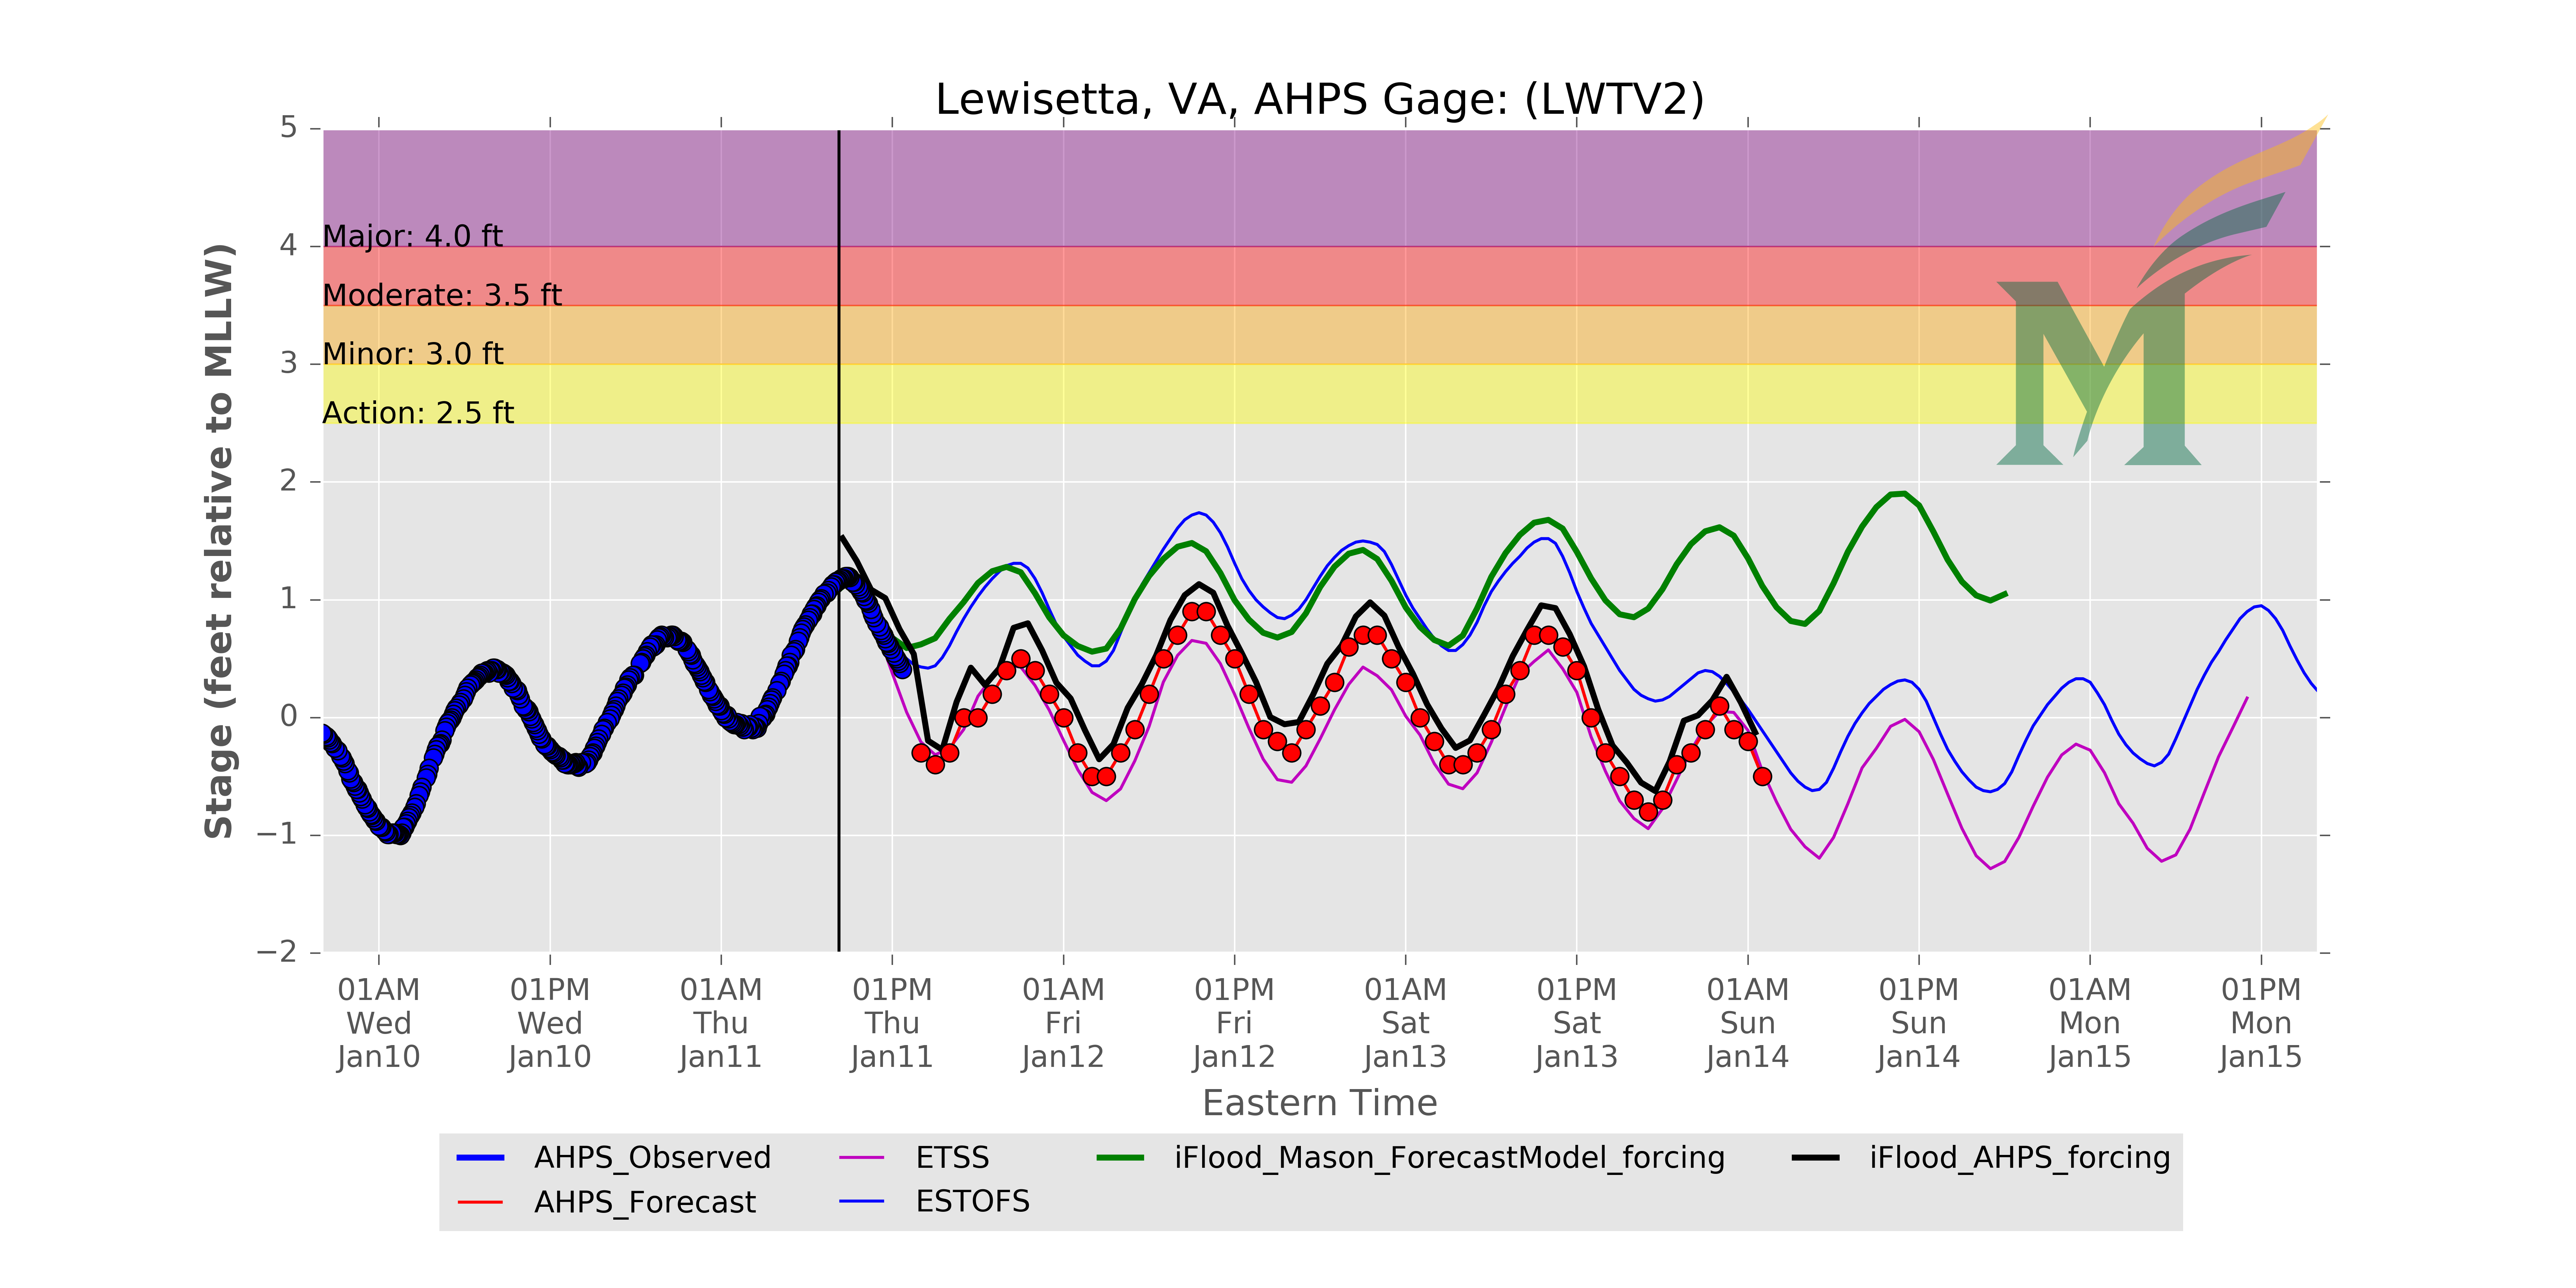 Lewisetta, VA, AHPS Gage: (LWTV2)
Stage (feet relative to MLLW)
5
4
3
2
1
0
−1
−2
Major: 4.0 ft
Moderate: 3.5 ft
Minor: 3.0 ft
Action: 2.5 ft
M
01AM 01PM 01AM 01PM 01AM 01PM 01AM 01PM 01AM 01PM 01AM 01PM
Wed Wed Thu Thu Fri Fri Sat Sat Sun Sun Mon Mon
Jan10 Jan10 Jan11 Jan11 Jan12 Jan12 Jan13 Jan13 Jan14 Jan14 Jan15 Jan15
Eastern Time
AHPS_Observed ETSS iFlood_Mason_ForecastModel_forcing iFlood_AHPS_forcing
AHPS_Forecast ESTOFS